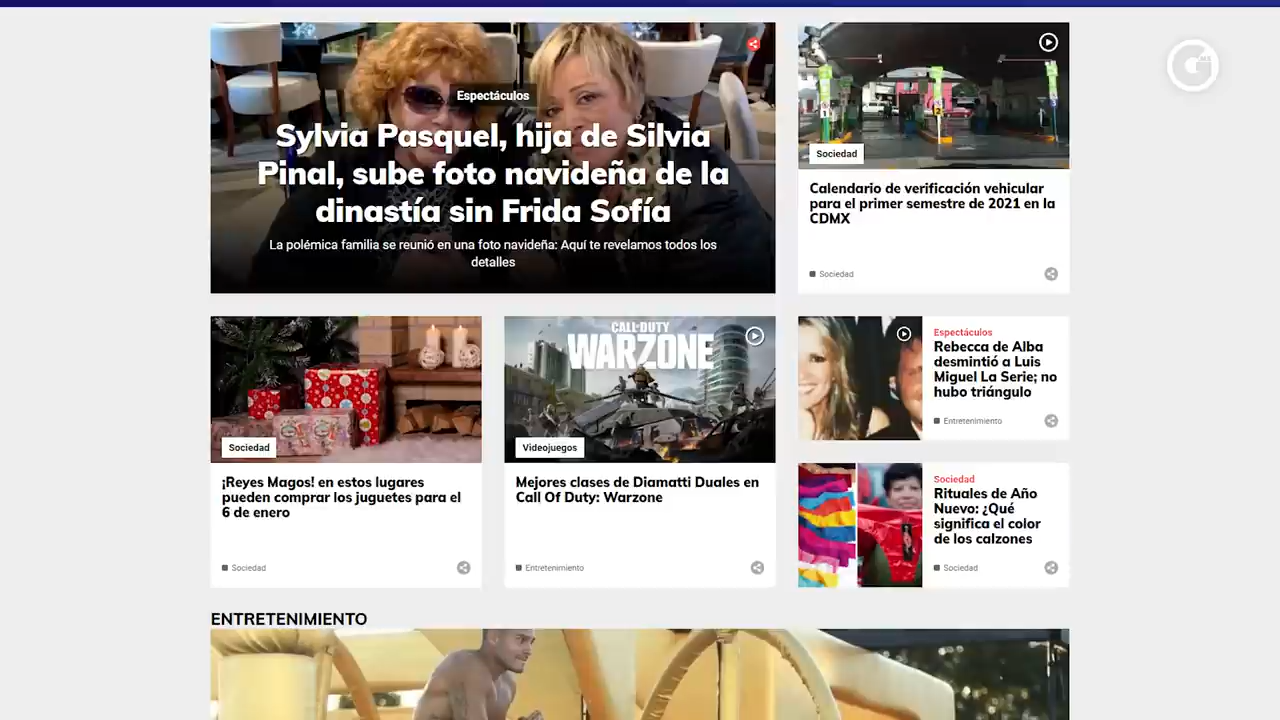 Espectáculos
Sylvia Pasquel, hija de Silvia
Pinal, sube foto navideña de la
dinastía sin Frida Sofía
La polémica familia se reunió en una foto navideña: Aquí te revelamos todos los
detalles
Sociedad
Calendario de verificación vehicular
para el primer semestre de 2021 en la
CDMX
Sociedad
Sociedad
¡Reyes Magos! en estos lugares
pueden comprar los juguetes para el
6 de enero
Sociedad
CALL OF DUTY
WARZONE
Videojuegos
Mejores clases de Diamatti Duales en
Call Of Duty: Warzone
Entretenimiento
Espectáculos
Rebecca de Alba
desmintió a Luis
Miguel La Serie; no
hubo triángulo
Entretenimiento
Sociedad
Rituales de Año
Nuevo: ¿Qué
significa el color
de los calzones
Sociedad
ENTRETENIMIENTO